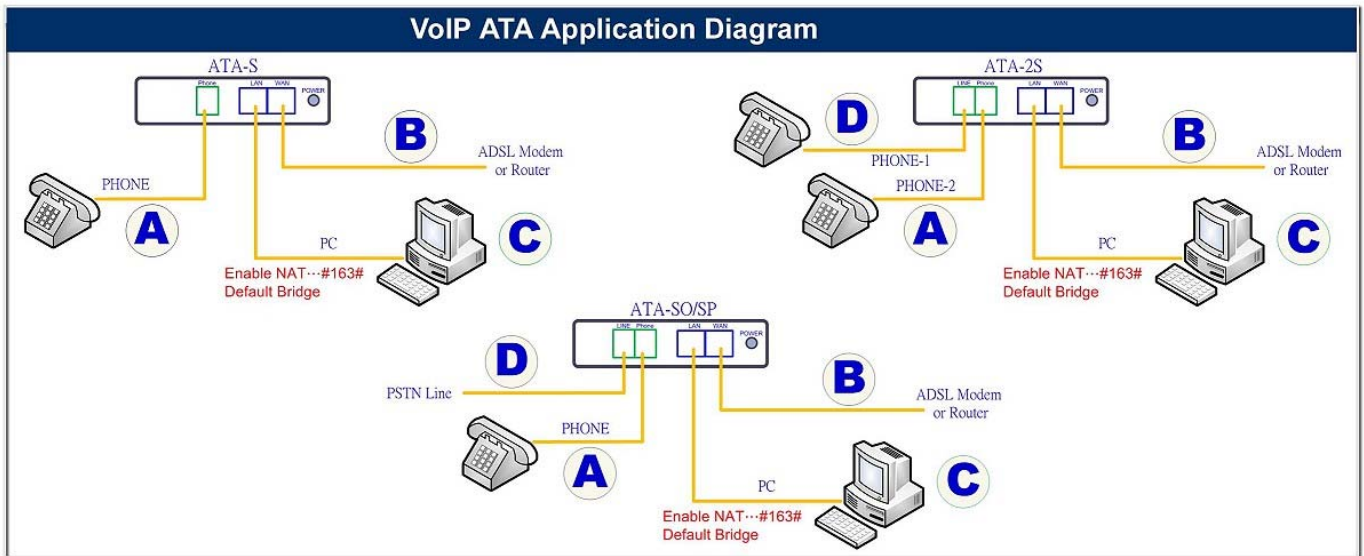 VoIP ATA Application Diagram
ATA-S
Phone
LAN
WAN
POWER
B
ADSL Modem
or Router
PHONE
A
C
PC
Enable NAT···#163#
Default Bridge
ATA-2S
LINE
Phone
LAN
WAN
POWER
D
PHONE-1
B
ADSL Modem
or Router
PHONE-2
A
C
PC
Enable NAT···#163#
Default Bridge
ATA-SO/SP
LINE
Phone
LAN
WAN
POWER
D
PSTN Line
B
ADSL Modem
or Router
PHONE
A
C
PC
Enable NAT···#163#
Default Bridge